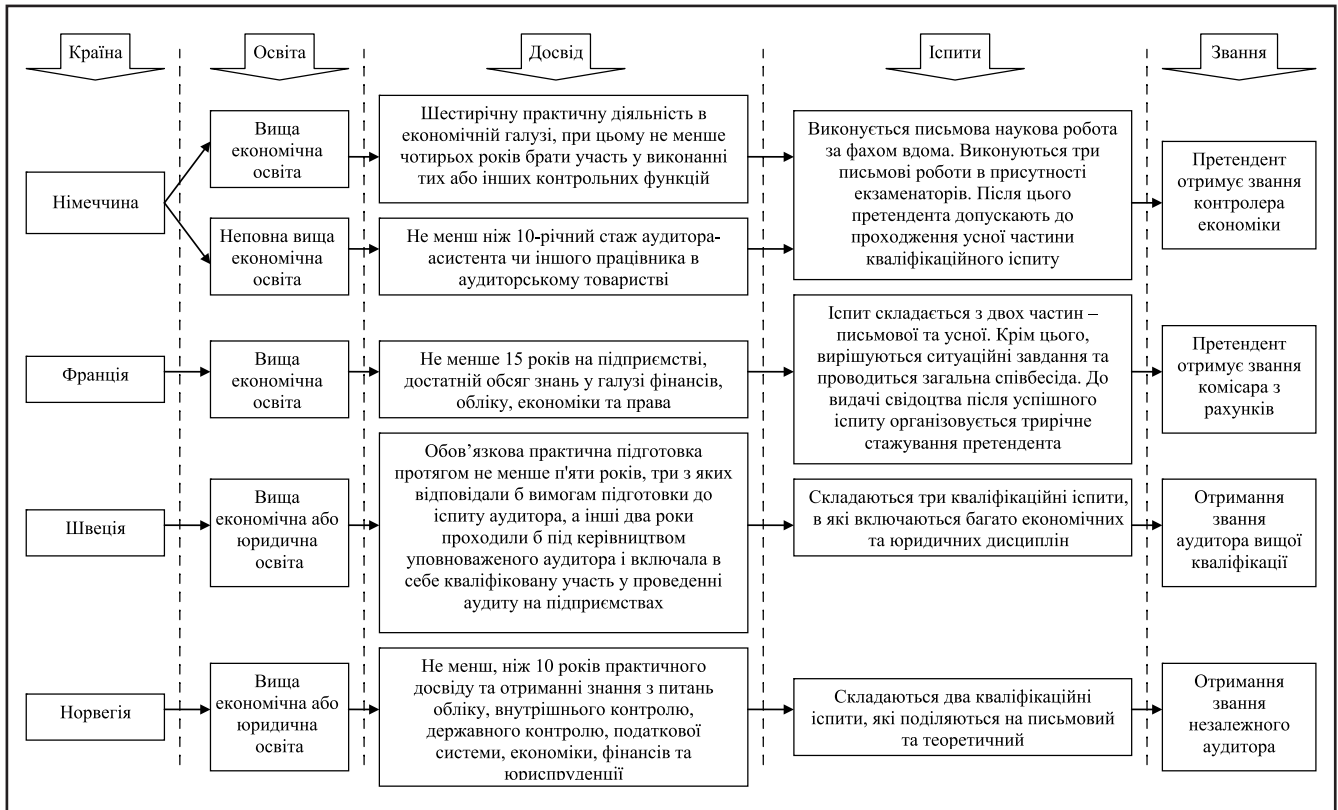 Країна
Освіта
Досвід
Іспити
Звання
Німеччина
Вища
економічна
освіта
Шестирічну практичну діяльність в
економічній галузі, при цьому не менше
чотирьох років брати участь у виконанні
тих або інших контрольних функцій
Неповна вища
економічна
освіта
Не менш ніж 10-річний стаж аудитора-
асистента чи іншого працівника в
аудиторському товаристві
Виконується письмова наукова робота
за фахом вдома. Виконуються три
письмові роботи в присутності
екзаменаторів. Після цього
претендента допускають до
проходження усної частини
кваліфікаційного іспиту
Претендент
отримує звання
контролера
економіки
Франція
Вища
економічна
освіта
Не менше 15 років на підприємстві,
достатній обсяг знань у галузі фінансів,
обліку, економіки та права
Іспит складається з двох частин –
письмової та усної. Крім цього,
вирішуються ситуаційні завдання та
проводиться загальна співбесіда. До
видачі свідоцтва після успішного
іспиту організовується трирічне
стажування претендента
Претендент
отримує звання
комісара з
рахунків
Швеція
Вища
економічна або
юридична
освіта
Обов’язкова практична підготовка
протягом не менше п'яти років, три з яких
відповідали б вимогам підготовки до
іспиту аудитора, а інші два роки
проходили б під керівництвом
уповноваженого аудитора і включала в
себе кваліфіковану участь у проведенні
аудиту на підприємствах
Складаються три кваліфікаційні іспити,
в які включаються багато економічних
та юридичних дисциплін
Отримання
звання
аудитора вищої
кваліфікації
Норвегія
Вища
економічна або
юридична
освіта
Не менш, ніж 10 років практичного
досвіду та отриманні знання з питань
обліку, внутрішнього контролю,
державного контролю, податкової
системи, економіки, фінансів та
юриспруденції
Складаються два кваліфікаційні
іспити, які поділяються на письмовий
та теоретичний
Отримання
звання
незалежного
аудитора